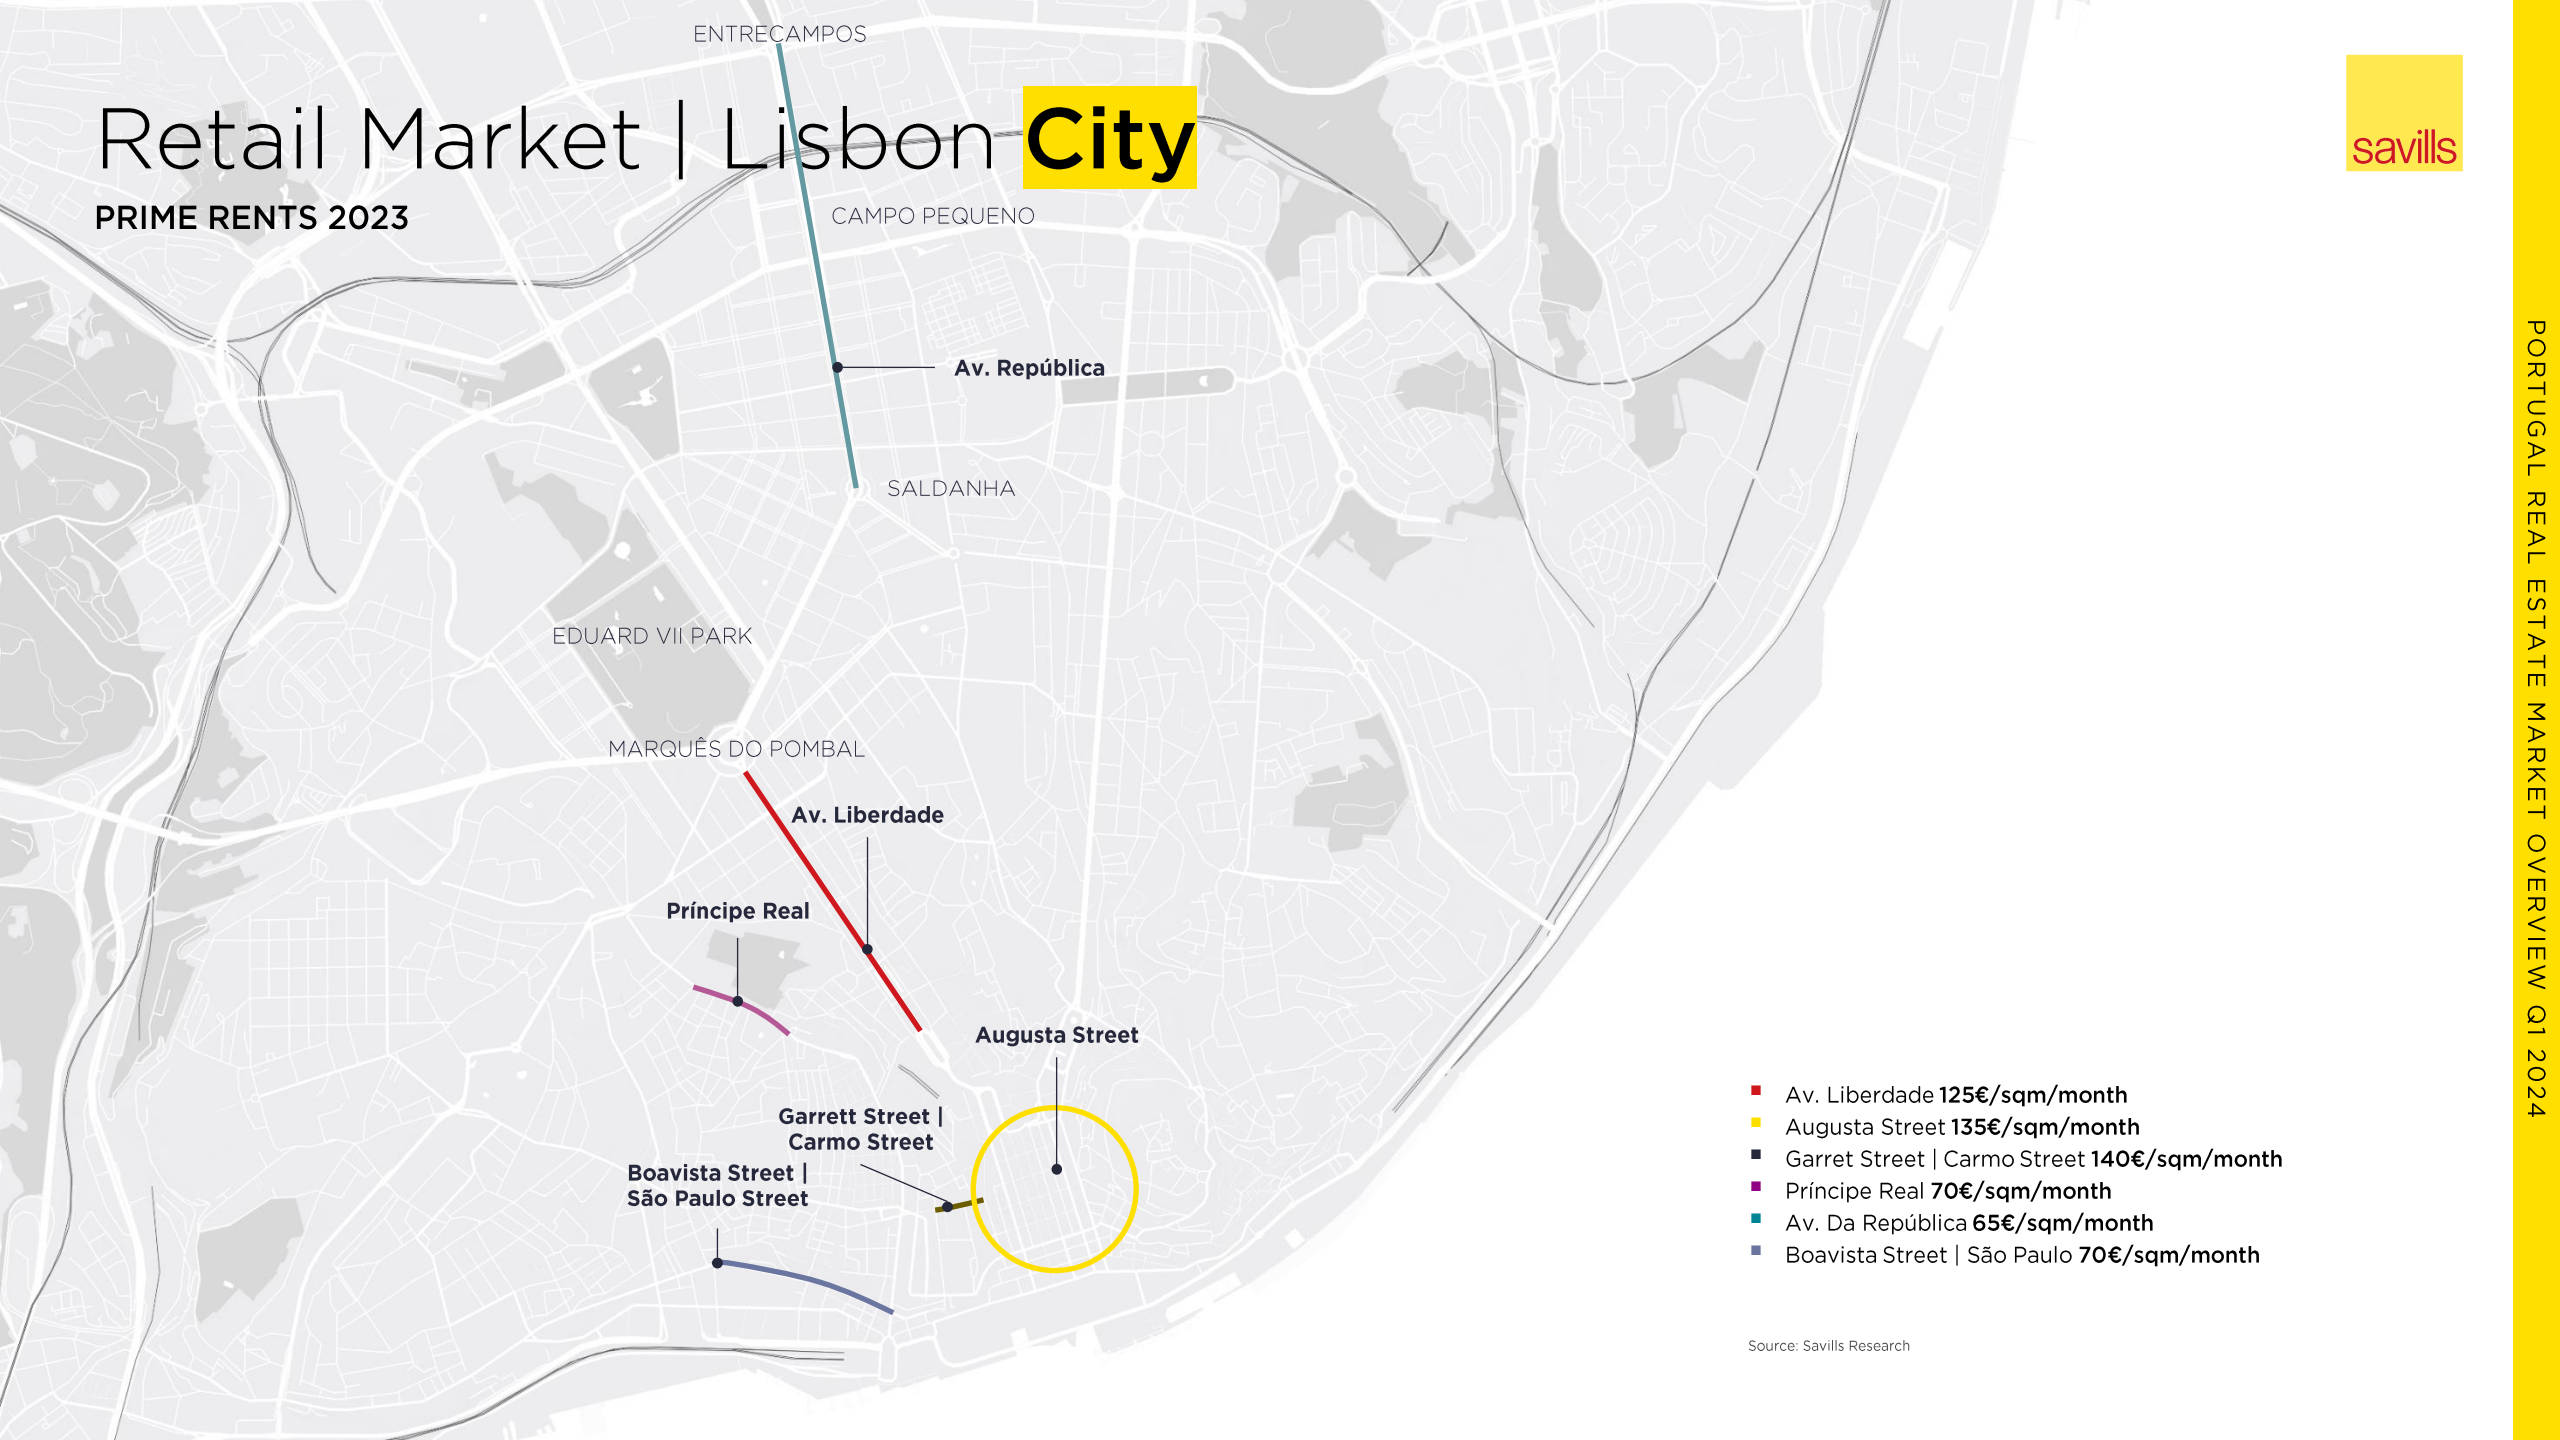 ENTRECAMPOS
Retail Market | Lisbon City
savills
PRIME RENTS 2023
CAMPO PEQUENO
Av. República
SALDANHA
EDUARD VII PARK
MARQUÊS DO POMBAL
Av. Liberdade
Príncipe Real
Augusta Street
Garrett Street |
Carmo Street
Boavista Street |
São Paulo Street
Av. Liberdade 125€/sqm/month
Augusta Street 135€/sqm/month
Garret Street | Carmo Street 140€/sqm/month
Príncipe Real 70€/sqm/month
Av. Da República 65€/sqm/month
Boavista Street | São Paulo 70€/sqm/month
Source: Savills Research
PORTUGAL REAL ESTATE MARKET OVERVIEW Q1 2024